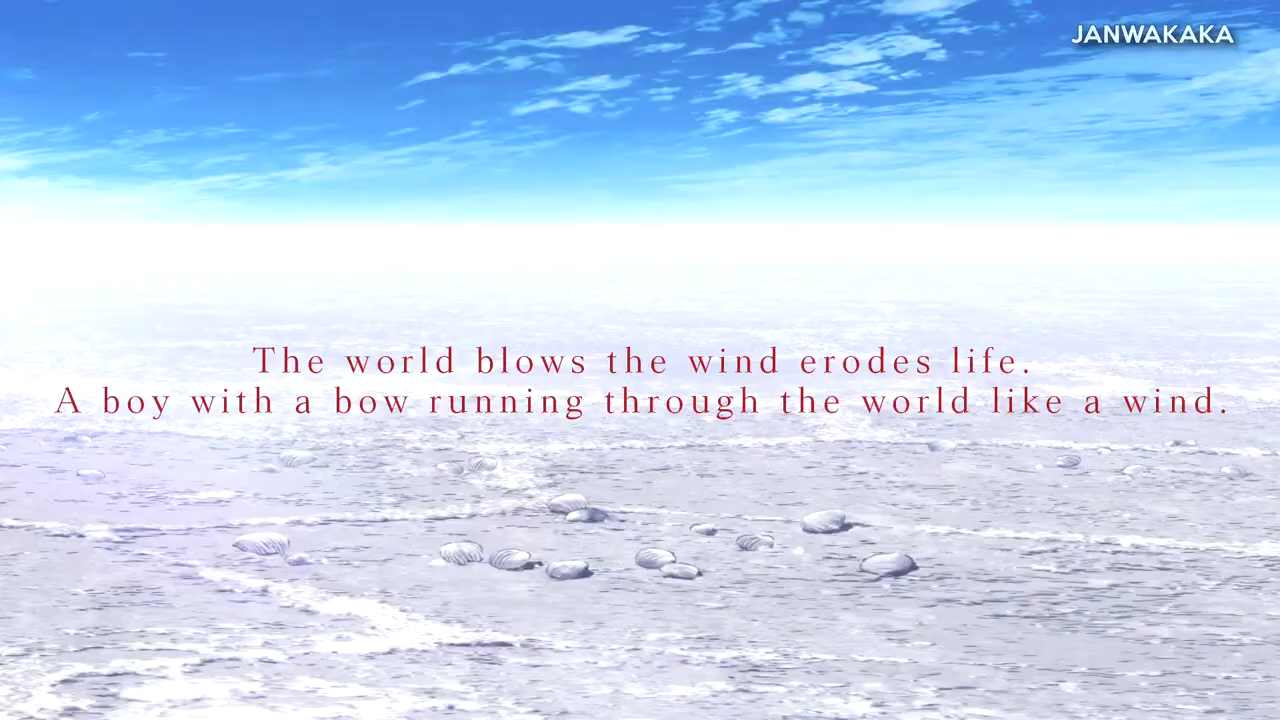 JANWAKAKA
The world blows the wind erodes life.
A boy with a bow running through the world like a wind.